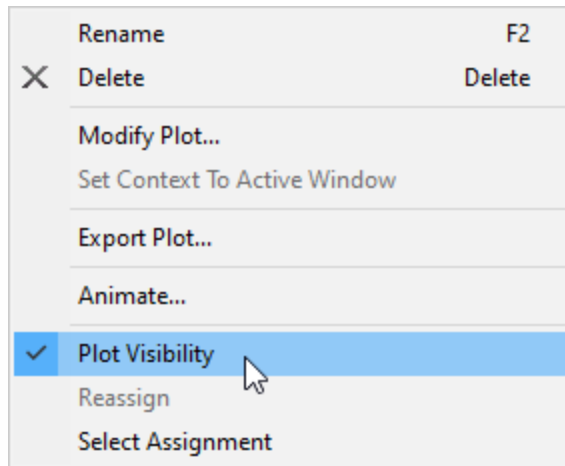 Rename F2
Delete Delete
Modify Plot...
Set Context To Active Window
Export Plot...
Animate...
Plot Visibility
Reassign
Select Assignment